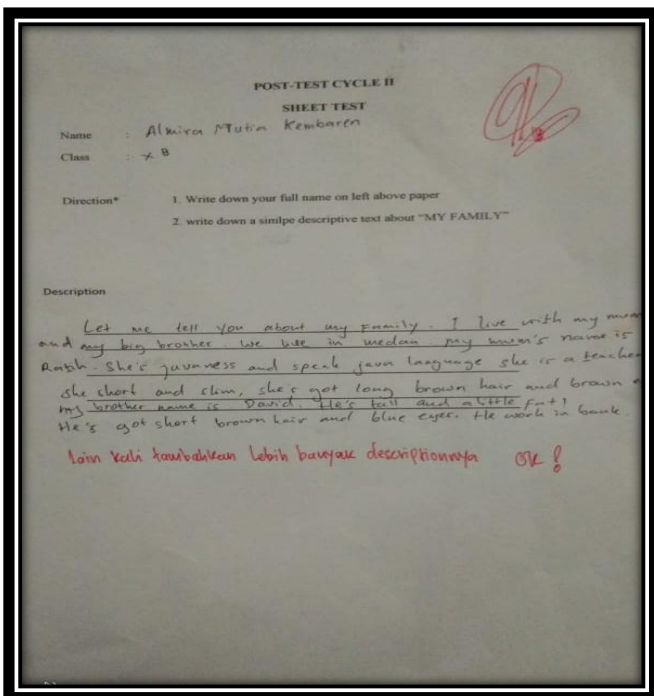 POST-TEST CYCLE II
SHEET TEST
Name : Almira Mutia Kembaren
Class : X B
Direction* 1. Write down your full name on left above paper
2. write down a similpe descriptive text about "MY FAMILY"
Description
Let me tell you about my Family. I live with my mum
and my big brother. We live in medan my mum's name is
Ratih. She's javaness and speak java language she is a teache
she short and slim, she's got long brown hair and brown e
my brother name is David. He's tall and a little fat,
He's got short brown hair and blue eyes. He work in bank.
lain kali tambahkan lebih banyak descriptionnya OK!